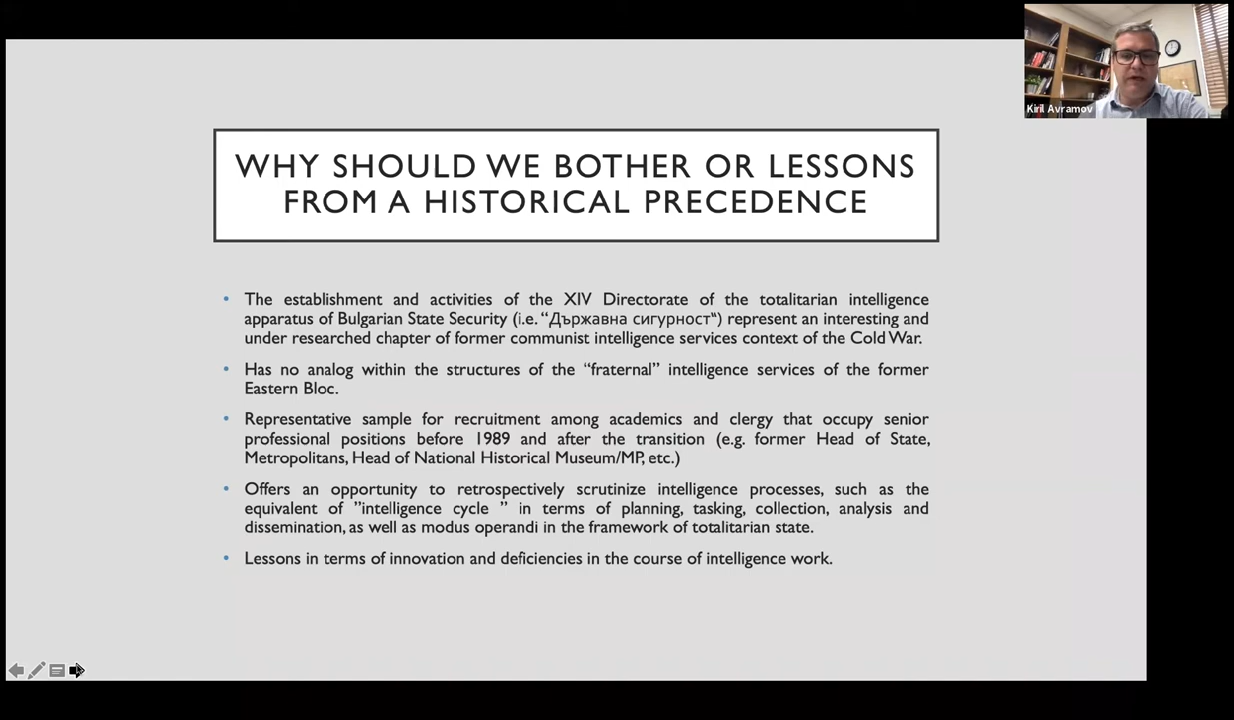 WHY SHOULD WE BOTHER OR LESSONS
FROM A HISTORICAL PRECEDENCE
• The establishment and activities of the XIV Directorate of the totalitarian intelligence
apparatus of Bulgarian State Security (i.e. “Държавна сигурност“) represent an interesting and
under researched chapter of former communist intelligence services context of the Cold War.
• Has no analog within the structures of the “fraternal” intelligence services of the former
Eastern Bloc.
• Representative sample for recruitment among academics and clergy that occupy senior
professional positions before 1989 and after the transition (e.g. former Head of State,
Metropolitans, Head of National Historical Museum/MP, etc.)
• Offers an opportunity to retrospectively scrutinize intelligence processes, such as the
equivalent of ”intelligence cycle ” in terms of planning, tasking, collection, analysis and
dissemination, as well as modus operandi in the framework of totalitarian state.
• Lessons in terms of innovation and deficiencies in the course of intelligence work.
Kiril Avramov